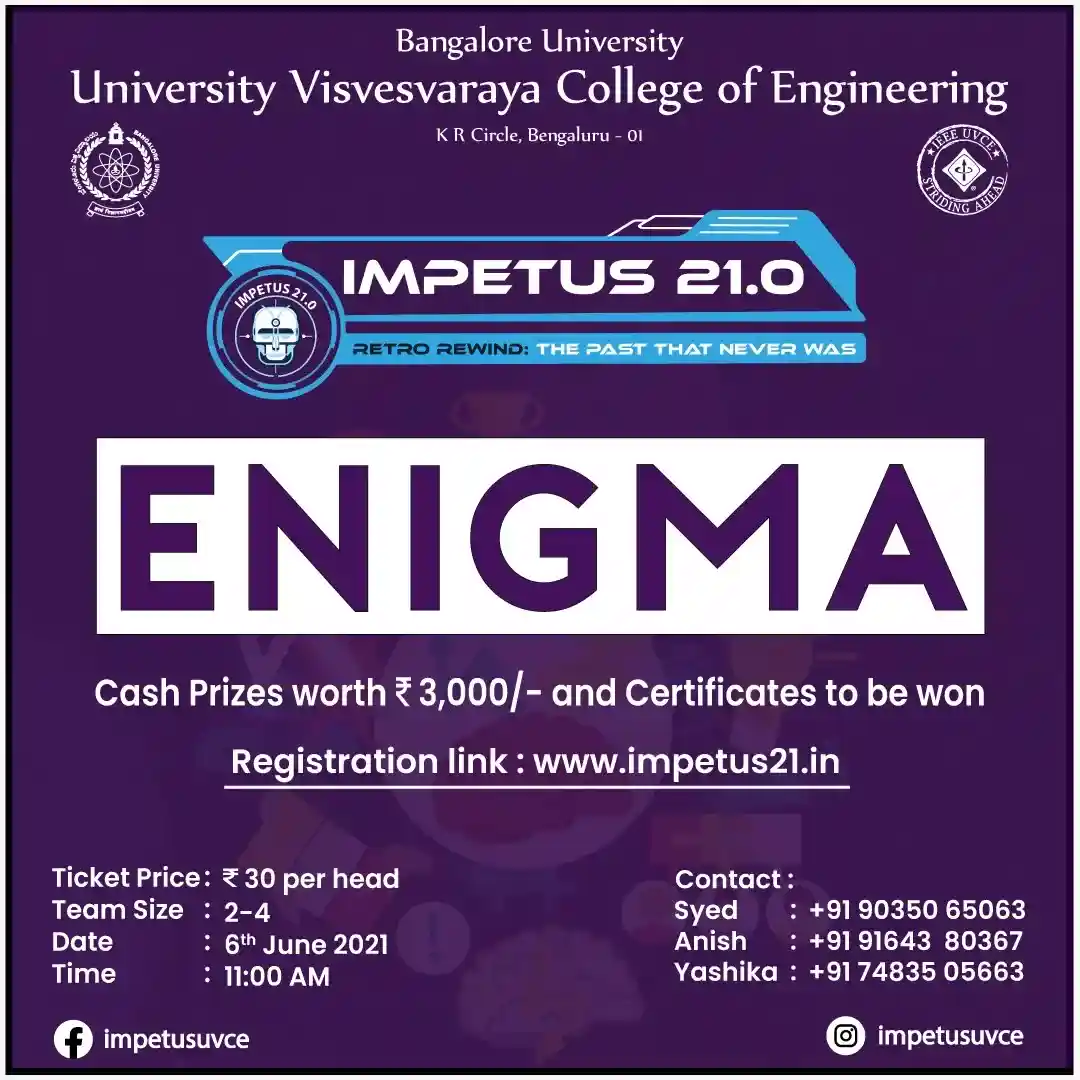 Bangalore University
University Visvesvaraya College of Engineering
K R Circle, Bengaluru - 01
BANGALORE UNIVERSITY
IEEE UVCE
STRIDING AHEAD
IMPETUS 21.0
IMPETUS 21.0
RETRO REWIND: THE PAST THAT NEVER WAS
ENIGMA
Cash Prizes worth ₹ 3,000/- and Certificates to be won
Registration link : www.impetus21.in
Ticket Price : ₹ 30 per head
Team Size : 2-4
Date : 6th June 2021
Time : 11:00 AM
Contact :
Syed : +91 90350 65063
Anish : +91 91643 80367
Yashika : +91 74835 05663
impetusuvce
impetusuvce